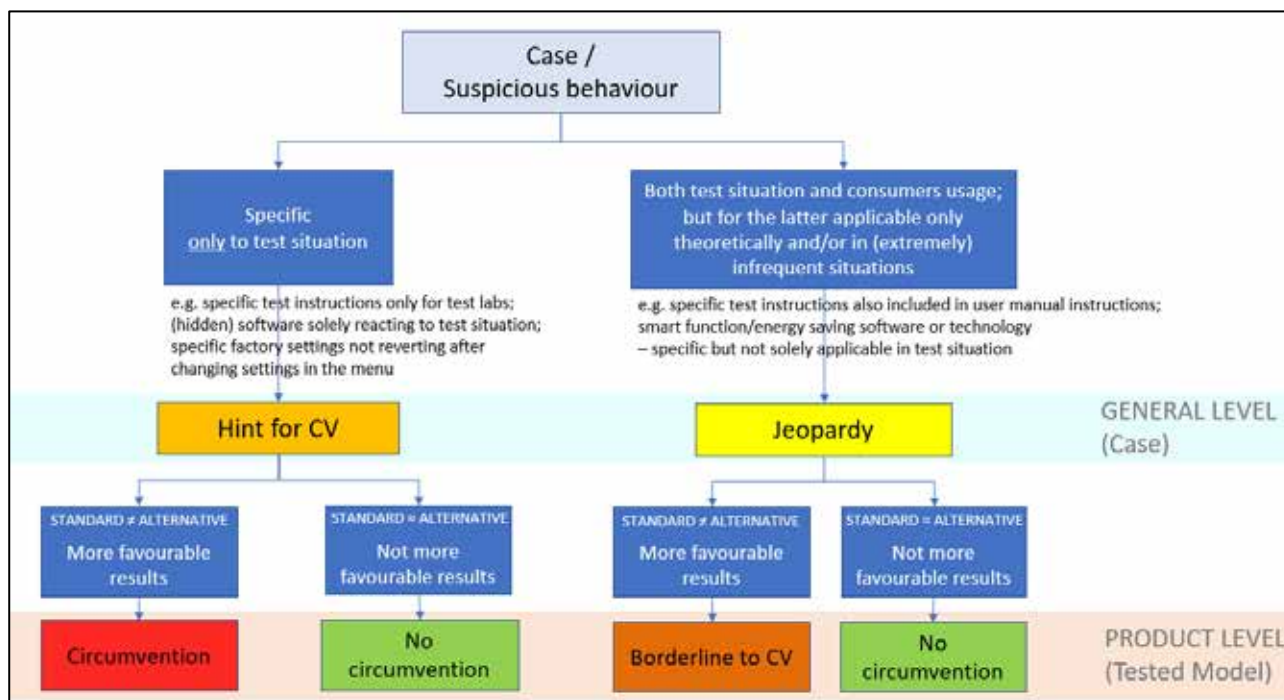 Case /
Suspicious behaviour
Specific
only to test situation
Both test situation and consumers usage;
but for the latter applicable only
theoretically and/or in (extremely)
infrequent situations
e.g. specific test instructions only for test labs;
(hidden) software solely reacting to test situation;
specific factory settings not reverting after
changing settings in the menu
e.g. specific test instructions also included in user manual instructions;
smart function/energy saving software or technology
– specific but not solely applicable in test situation
Hint for CV
Jeopardy
GENERAL LEVEL
(Case)
STANDARD ≠ ALTERNATIVE
More favourable
results
STANDARD = ALTERNATIVE
Not more
favourable results
STANDARD ≠ ALTERNATIVE
More favourable
results
STANDARD = ALTERNATIVE
Not more
favourable results
Circumvention
No
circumvention
Borderline to CV
No
circumvention
PRODUCT LEVEL
(Tested Model)